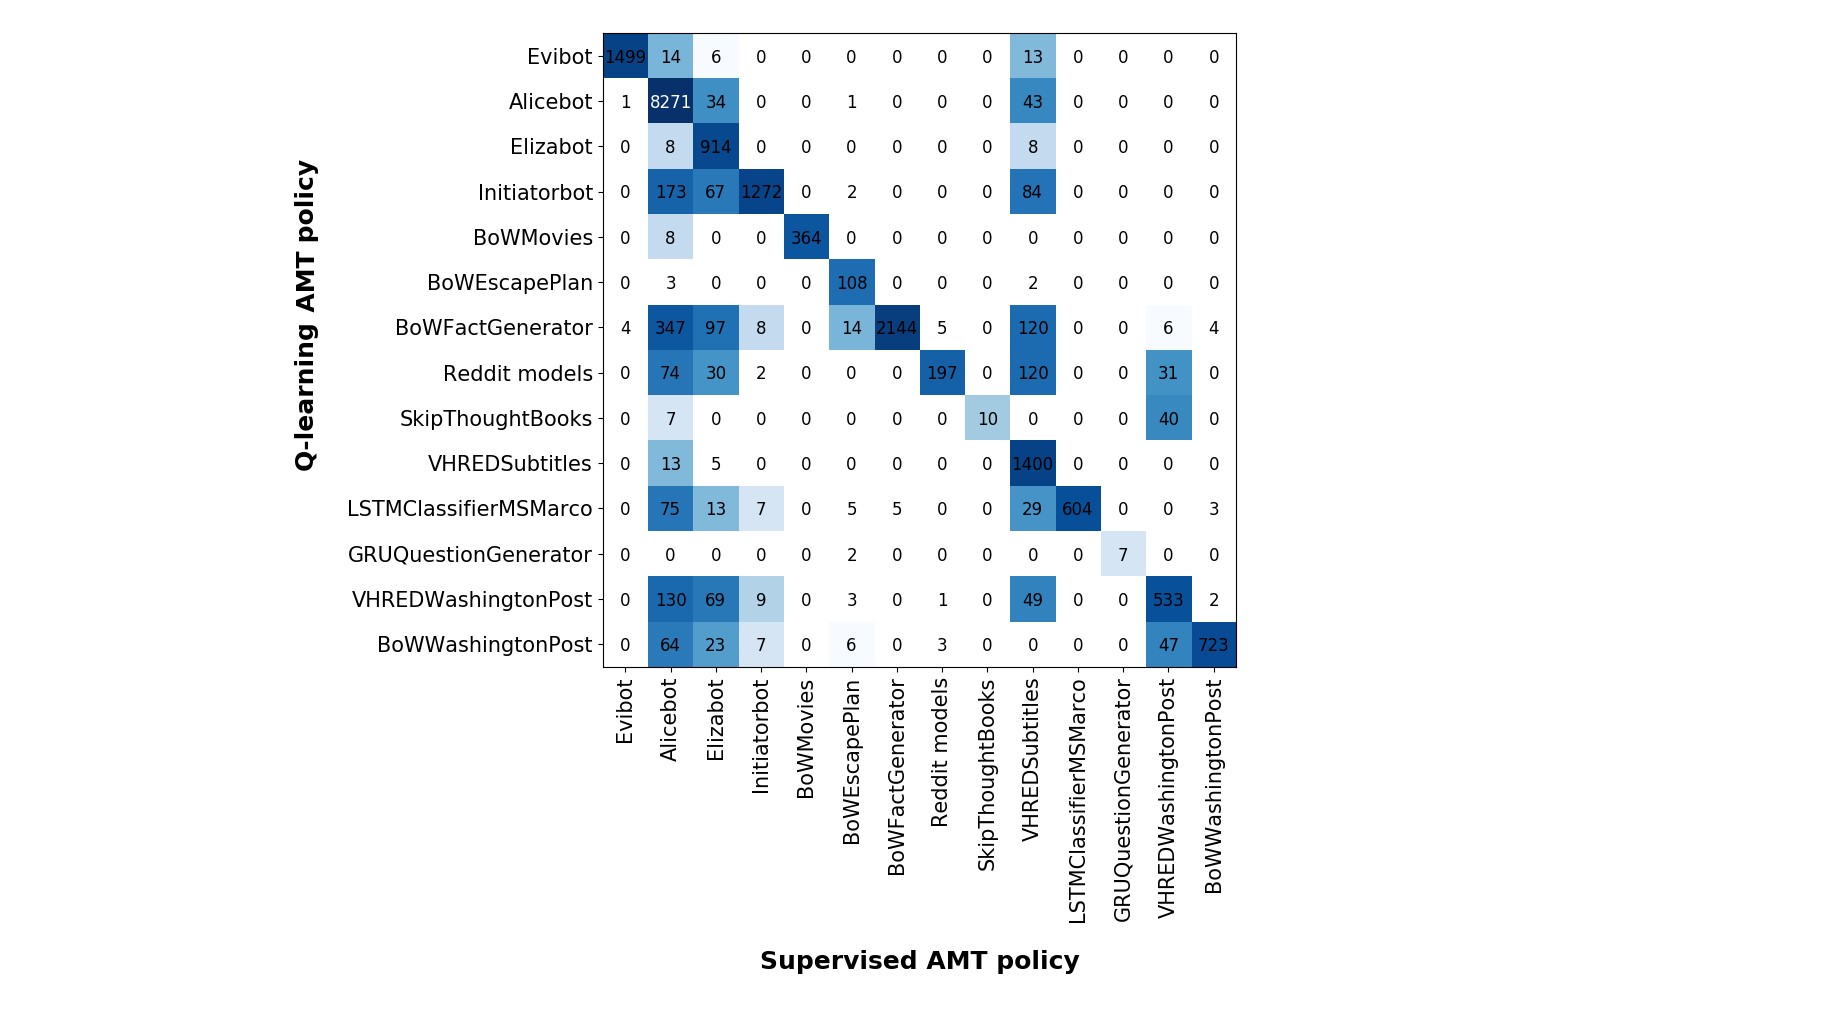 Evibot 1499 14 6 0 0 0 0 0 0 13 0 0 0 0
Alicebot 1 8271 34 0 0 1 0 0 0 43 0 0 0 0
Elizabot 0 8 914 0 0 0 0 0 0 8 0 0 0 0
Initiatorbot 0 173 67 1272 0 2 0 0 0 84 0 0 0 0
BoWMovies 0 8 0 0 364 0 0 0 0 0 0 0 0 0
BoWEscapePlan 0 3 0 0 0 108 0 0 0 2 0 0 0 0
BoWFactGenerator 4 347 97 8 0 14 2144 5 0 120 0 0 6 4
Reddit models 0 74 30 2 0 0 0 197 0 120 0 0 31 0
SkipThoughtBooks 0 7 0 0 0 0 0 0 10 0 0 0 40 0
VHREDSubtitles 0 13 5 0 0 0 0 0 0 1400 0 0 0 0
LSTMClassifierMSMarco 0 75 13 7 0 5 5 0 0 29 604 0 0 3
GRUQuestionGenerator 0 0 0 0 0 2 0 0 0 0 0 7 0 0
VHREDWashingtonPost 0 130 69 9 0 3 0 1 0 49 0 0 533 2
BoWWashingtonPost 0 64 23 7 0 6 0 3 0 0 0 0 47 723
Q-learning AMT policy
Evibot
Alicebot
Elizabot
Initiatorbot
BoWMovies
BoWEscapePlan
BoWFactGenerator
Reddit models
SkipThoughtBooks
VHREDSubtitles
LSTMClassifierMSMarco
GRUQuestionGenerator
VHREDWashingtonPost
BoWWashingtonPost
Supervised AMT policy